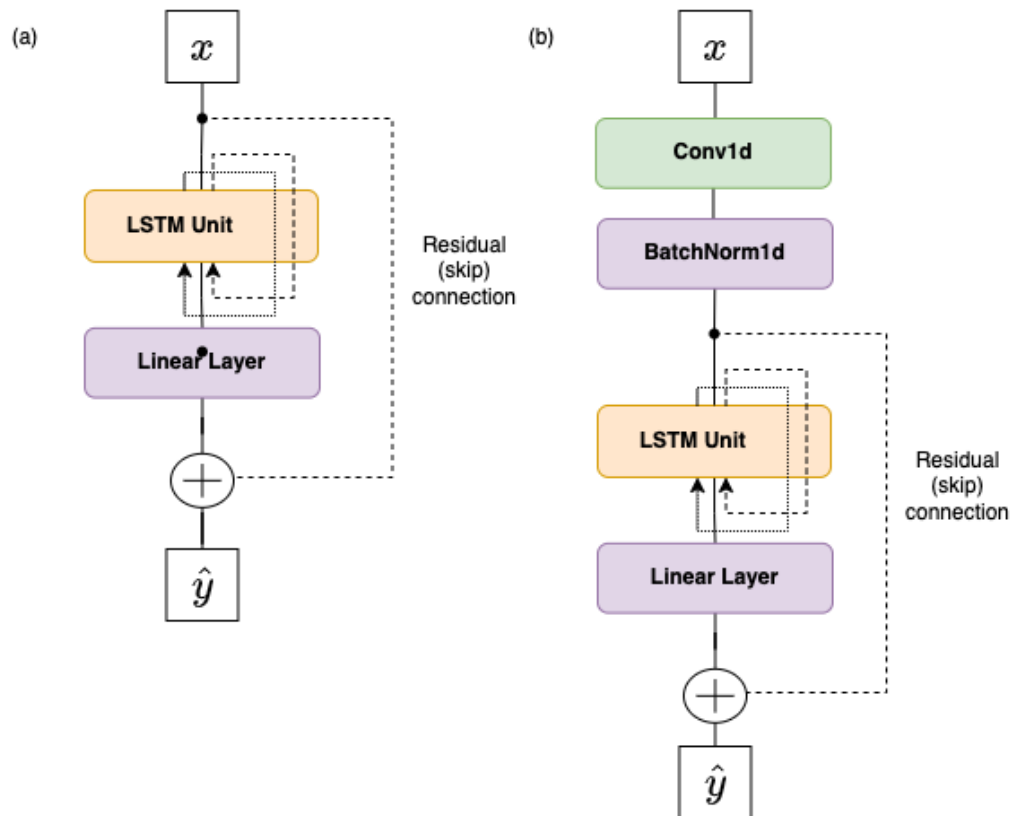 (a)
x
LSTM Unit
Residual
(skip)
connection
Linear Layer
+
ŷ
(b)
x
Conv1d
BatchNorm1d
LSTM Unit
Residual
(skip)
connection
Linear Layer
+
ŷ